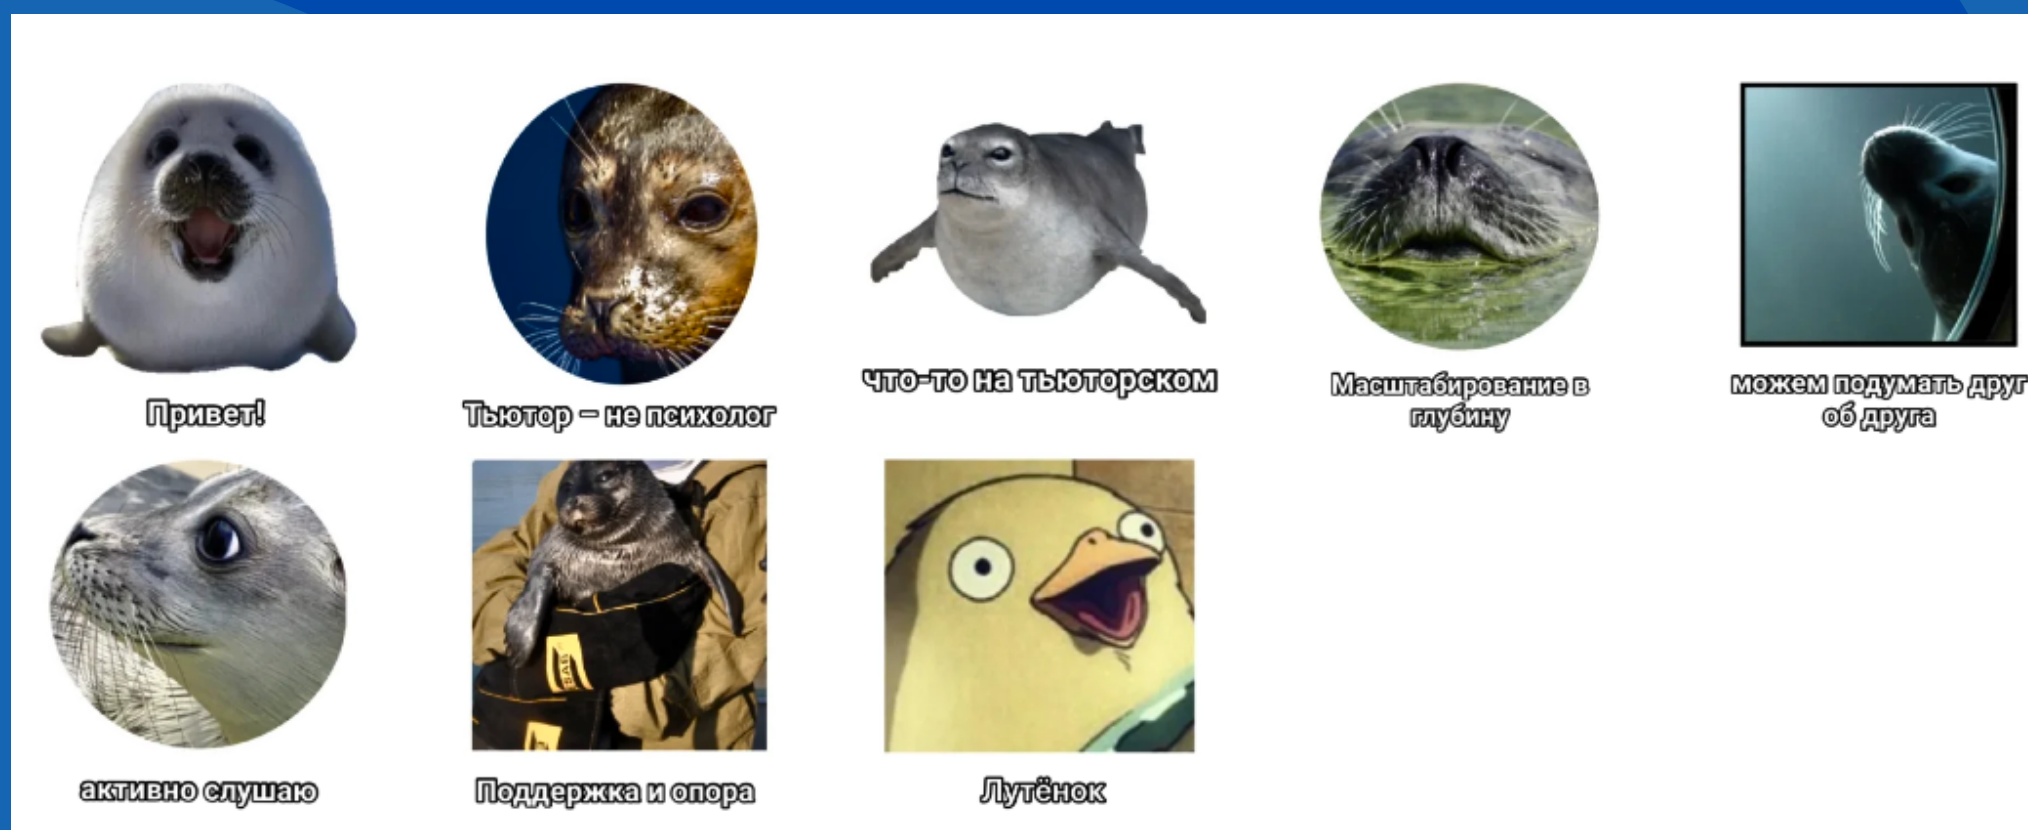 Привет!
Тьютор – не психолог
что-то на тьюторском
Масштабирование в
глубину
можем подумать друг
об друга
активно слушаю
Поддержка и опора
Лутёнок